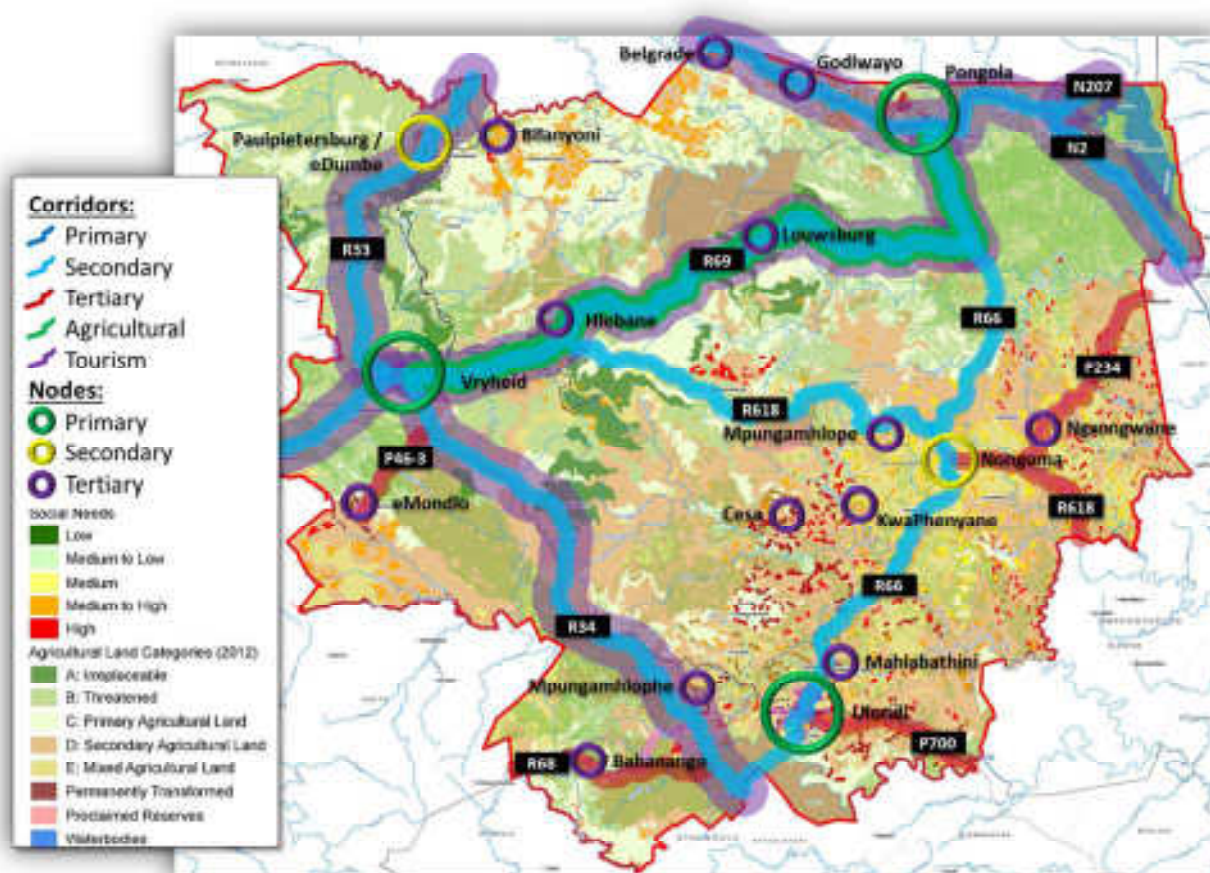 Corridors:
Primary
Secondary
Tertiary
Agricultural
Tourism
Nodes:
Primary
Secondary
Tertiary
Social Needs
Low
Medium to Low
Medium
Medium to High
High
Agricultural Land Categories (2012)
A: Irreplaceable
B: Threatened
C: Primary Agricultural Land
D: Secondary Agricultural Land
E: Mixed Agricultural Land
Permanently Transformed
Proclaimed Reserves
Waterbodies
Belgrade
Godlwayo
Pongola
N207
N2
Paulpietersburg /
eDumbe
Bilanyoni
R33
Louwsburg
R69
Hlobane
R66
P234
Vryheid
R618
Mpungamhlope
Nongoma
P46-3
eMondlo
Cesa
KwaPhenyane
R618
R66
R34
Mahlabathini
Mpungamhlophe
Ulundi
P700
R68
Babanango